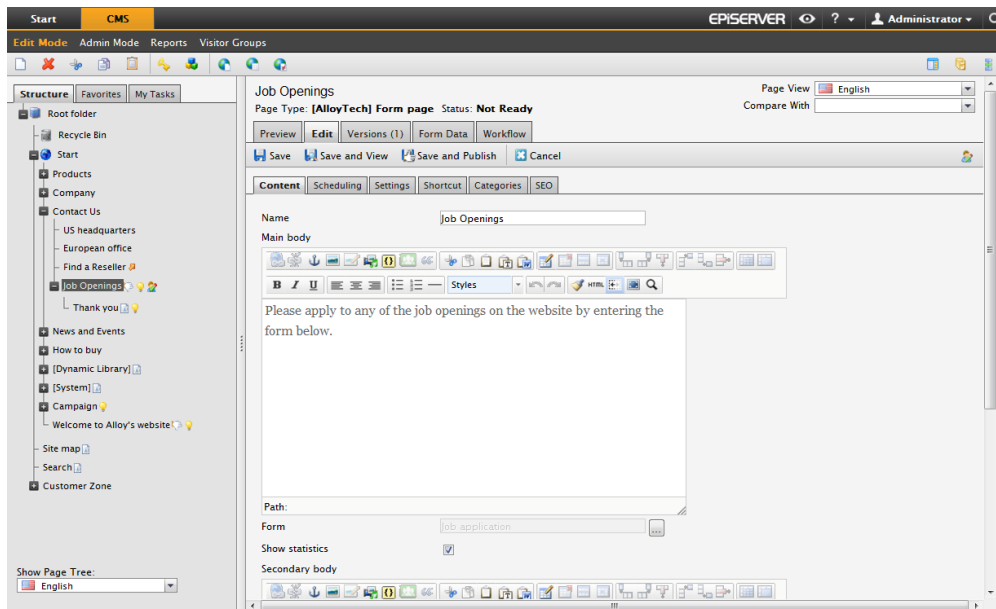 Start CMS EPiSERVER ? Administrator
Edit Mode Admin Mode Reports Visitor Groups
Structure Favorites My Tasks
Root folder
Recycle Bin
Start
Products
Company
Contact Us
US headquarters
European office
Find a Reseller
Job Openings
Thank you
News and Events
How to buy
[Dynamic Library]
[System]
Campaign
Welcome to Alloy's website
Site map
Search
Customer Zone
Show Page Tree:
English
Job Openings
Page Type: [AlloyTech] Form page Status: Not Ready
Page View English
Compare With
Preview Edit Versions (1) Form Data Workflow
Save Save and View Save and Publish Cancel
Content Scheduling Settings Shortcut Categories SEO
Name Job Openings
Main body
B I U Styles HTML
Please apply to any of the job openings on the website by entering the
form below.
Path:
Form Job application ...
Show statistics
Secondary body